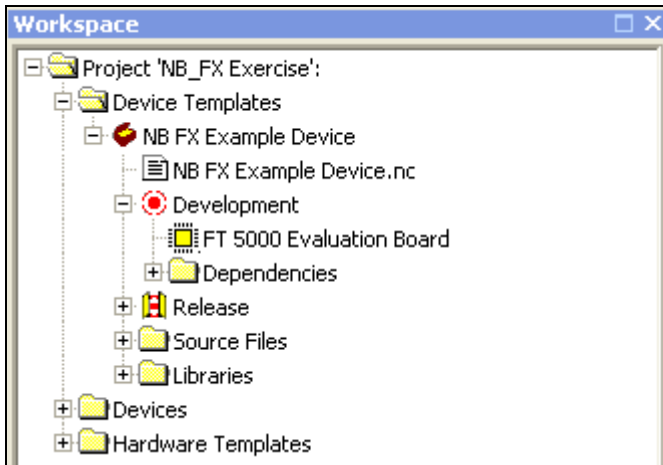 Workspace
Project 'NB_FX Exercise':
Device Templates
NB FX Example Device
NB FX Example Device.nc
Development
FT 5000 Evaluation Board
Dependencies
Release
Source Files
Libraries
Devices
Hardware Templates